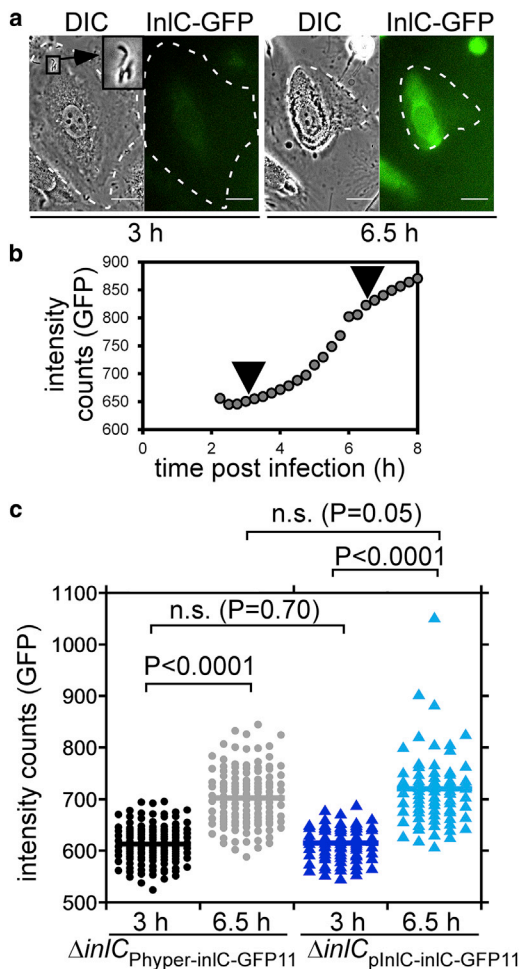 a
DIC InlC-GFP DIC InlC-GFP
3 h 6.5 h
b
intensity counts (GFP)
900
850
800
750
700
650
600
0 2 4 6 8
time post infection (h)
c
n.s. (P=0.05)
P<0.0001
n.s. (P=0.70)
P<0.0001
intensity counts (GFP)
1100
1000
900
800
700
600
500
3 h 6.5 h 3 h 6.5 h
ΔinlCPhyper-inlC-GFP11 ΔinlCpInlC-inlC-GFP11